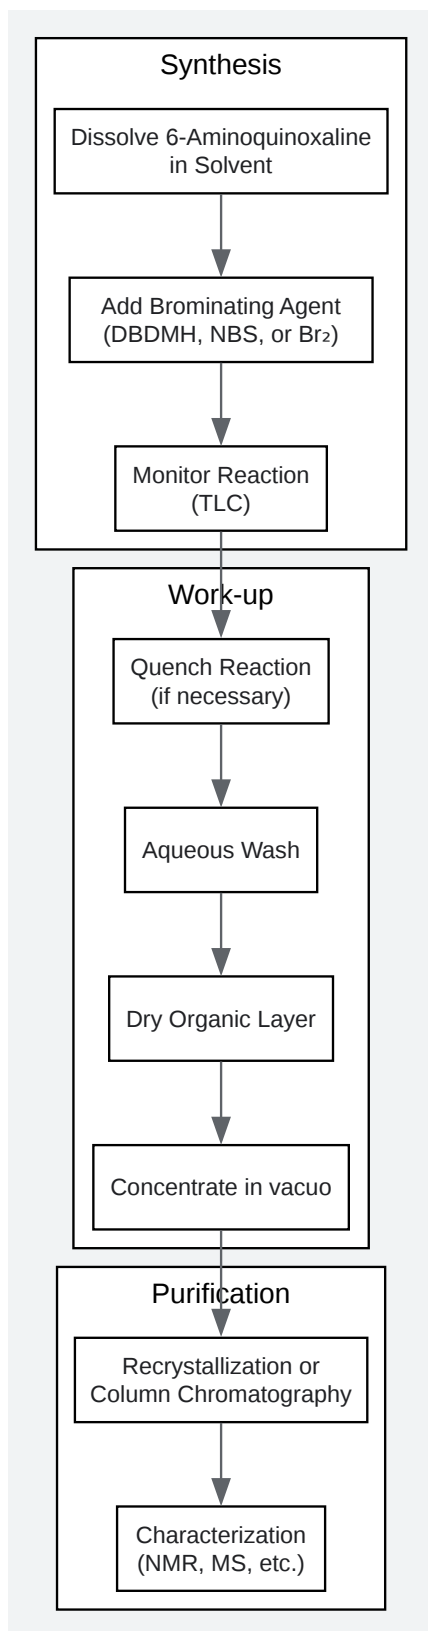 Synthesis
Dissolve 6-Aminoquinoxaline
in Solvent
Add Brominating Agent
(DBDMH, NBS, or Br₂)
Monitor Reaction
(TLC)
Work-up
Quench Reaction
(if necessary)
Aqueous Wash
Dry Organic Layer
Concentrate in vacuo
Purification
Recrystallization or
Column Chromatography
Characterization
(NMR, MS, etc.)